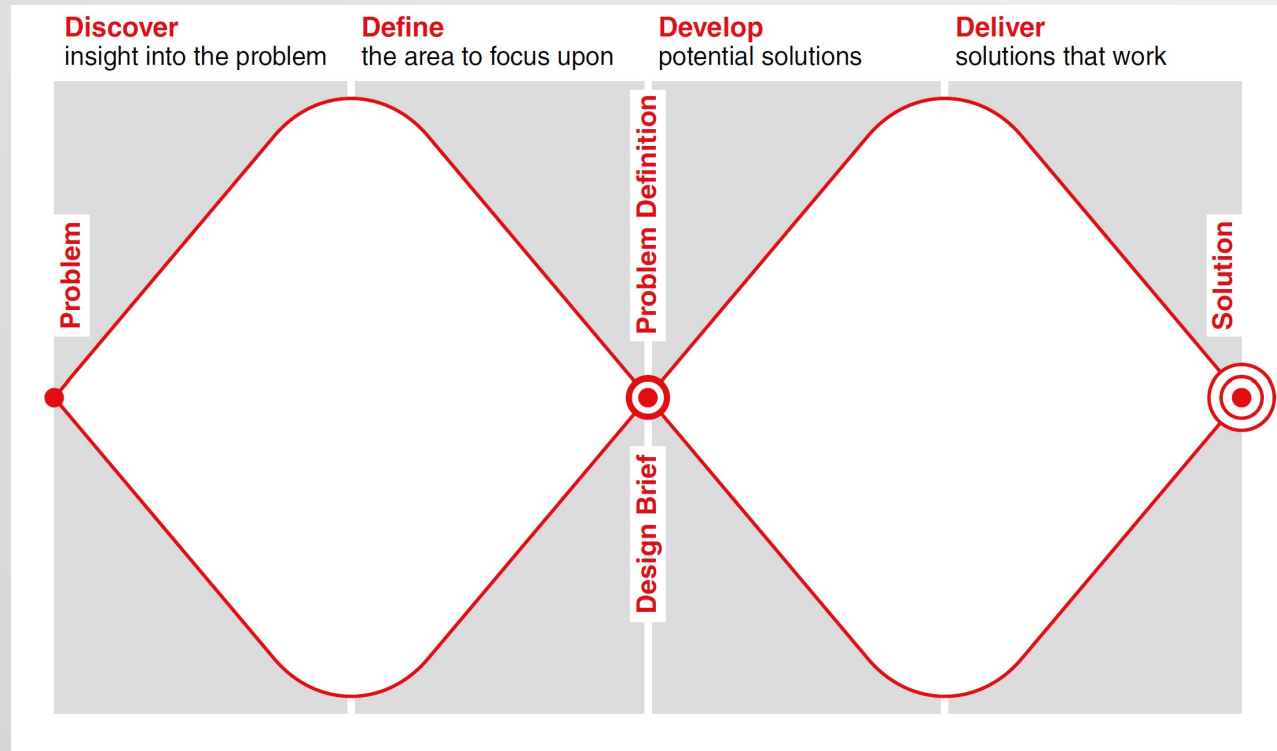 Discover
insight into the problem
Define
the area to focus upon
Develop
potential solutions
Deliver
solutions that work
Problem
Problem Definition
Design Brief
Solution